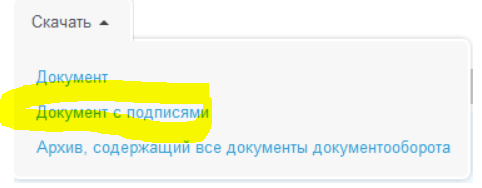 Скачать
Документ
Документ с подписями
Архив, содержащий все документы документооборота